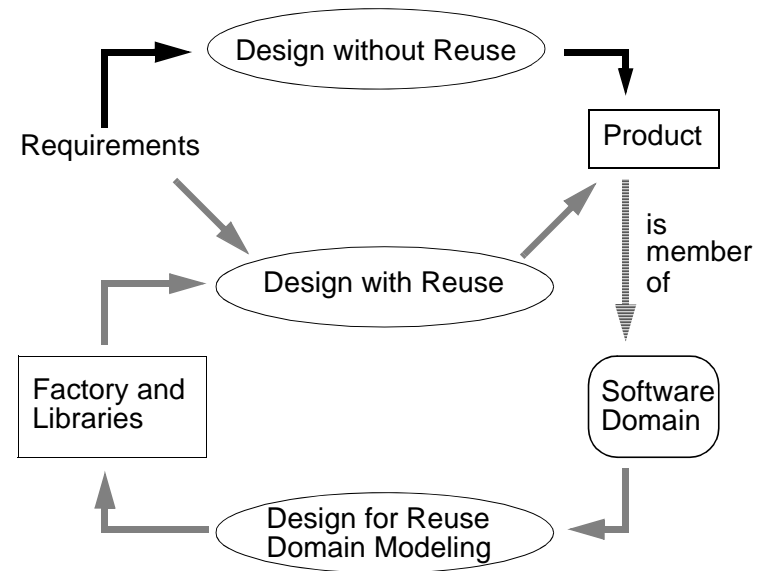 Design without Reuse
Requirements
Product
is
member
of
Design with Reuse
Factory and
Libraries
Software
Domain
Design for Reuse
Domain Modeling